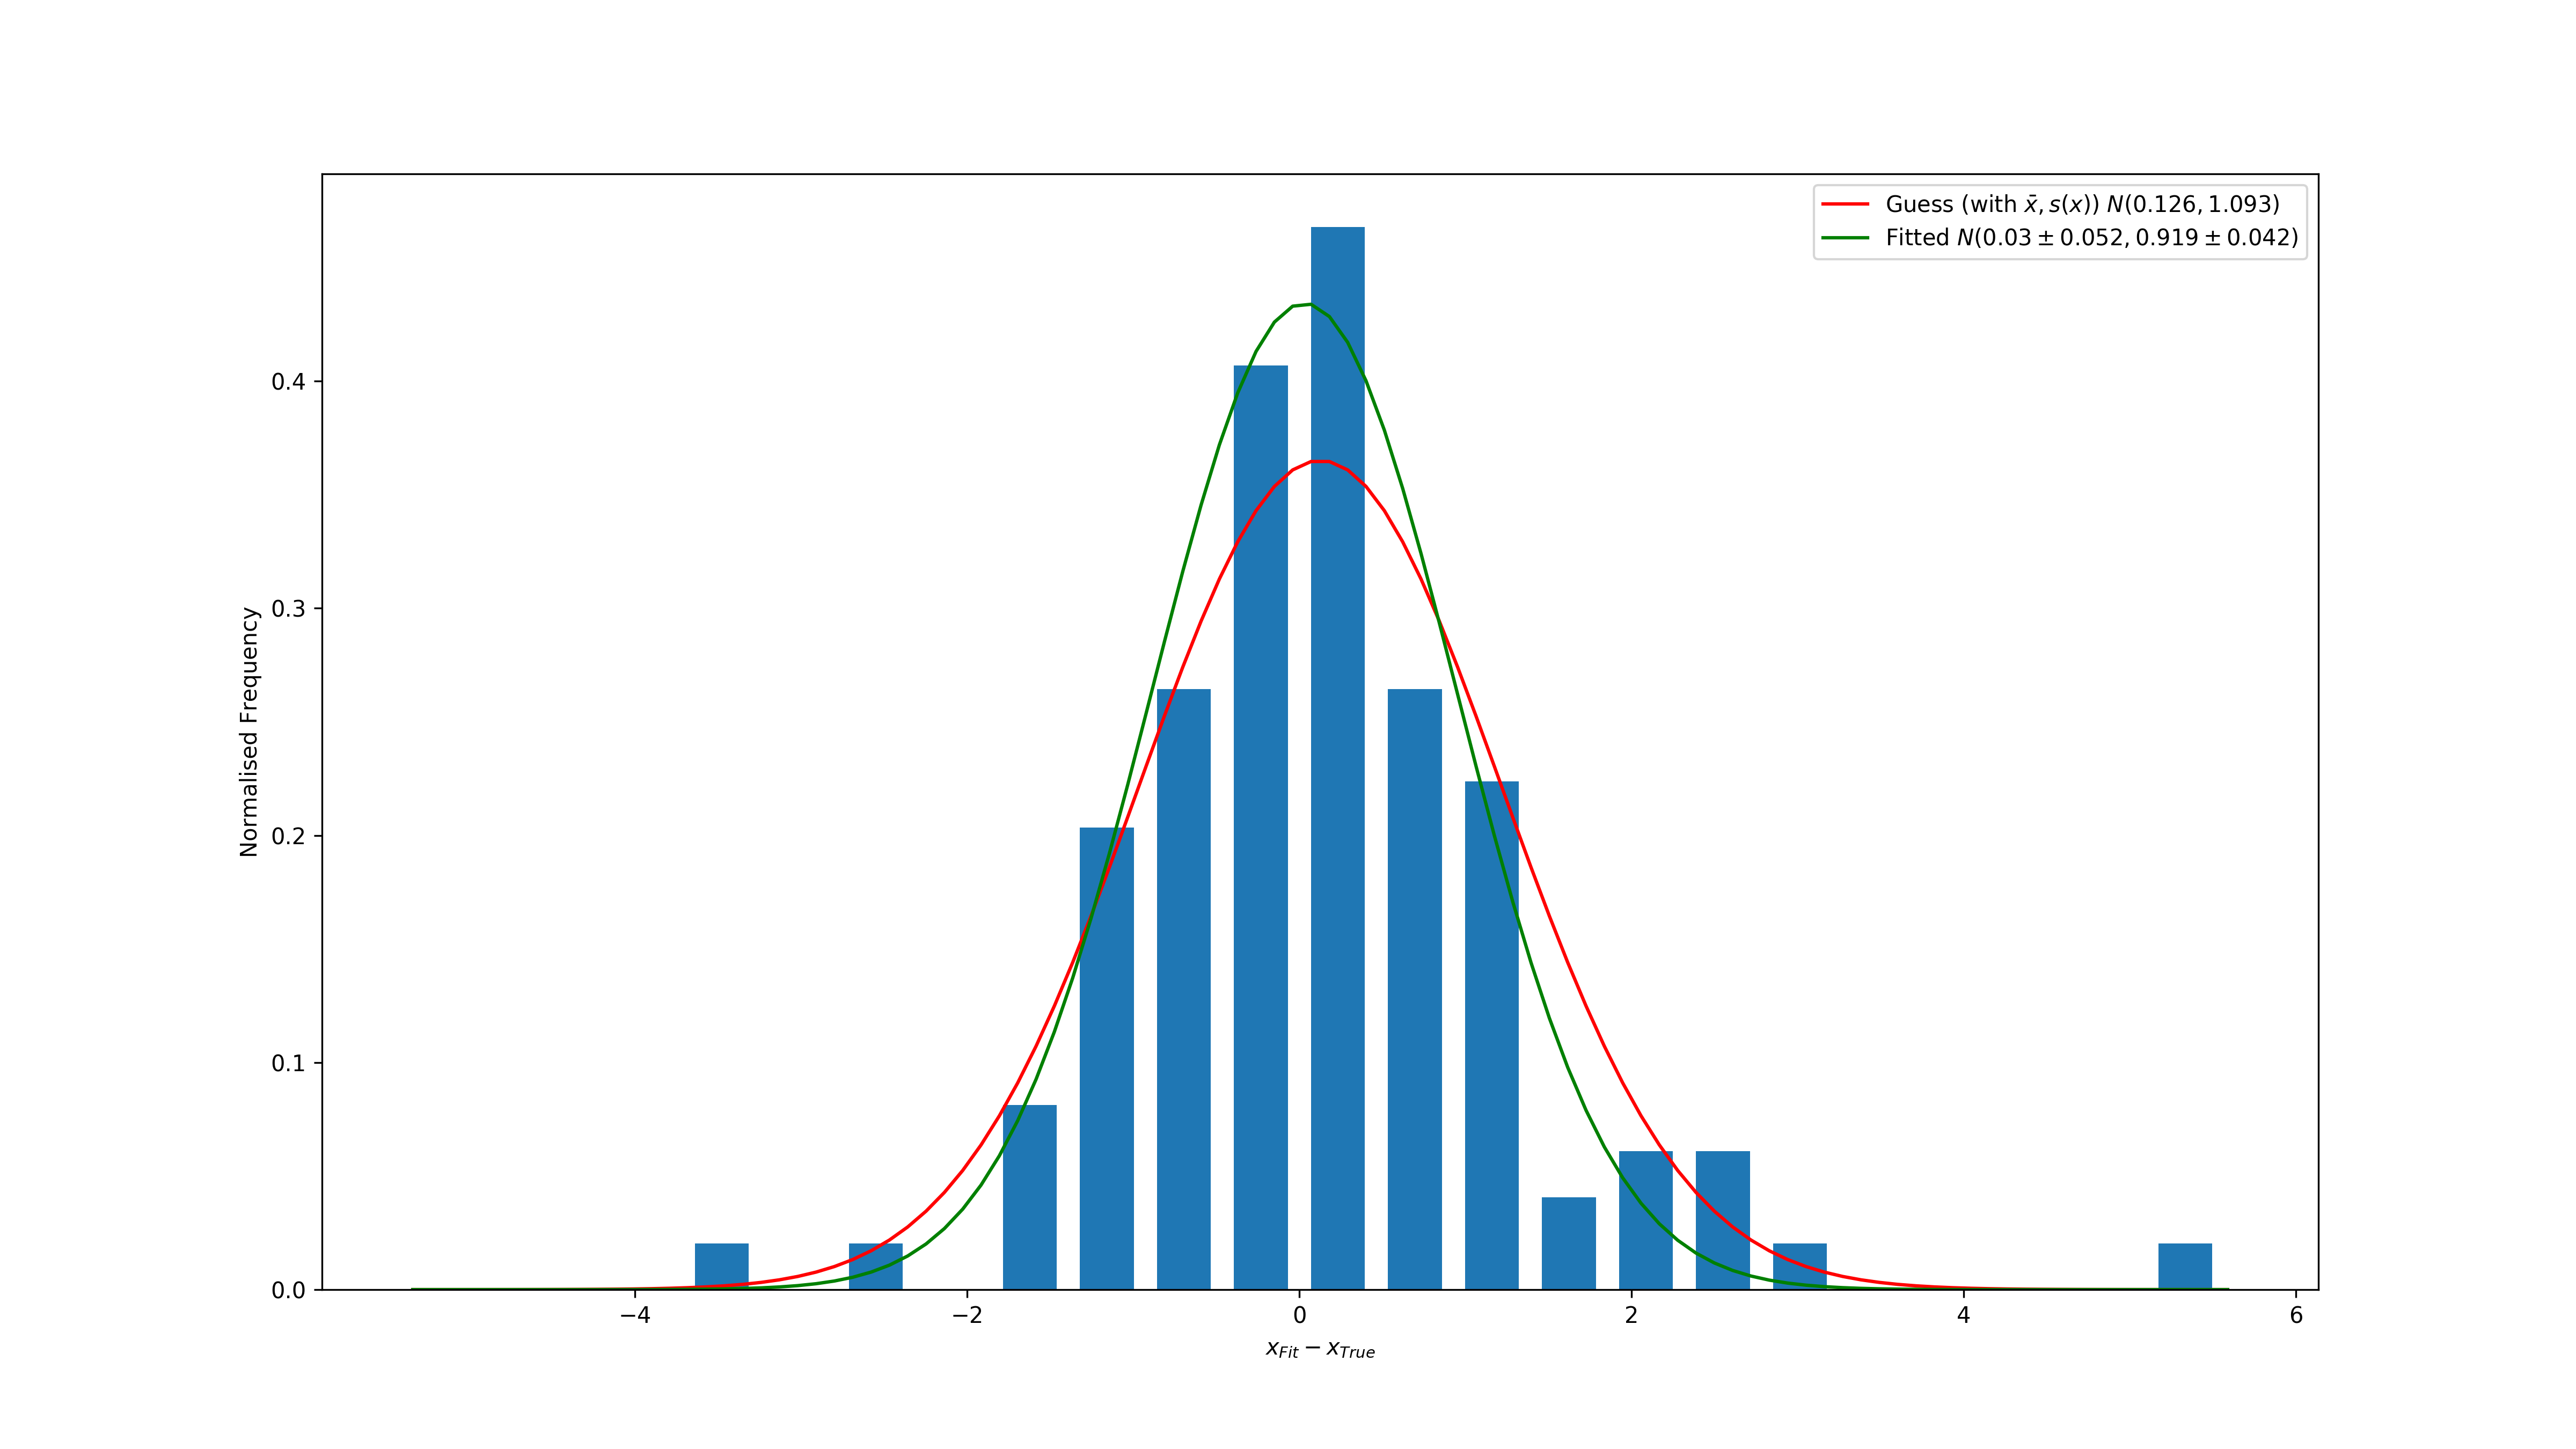 Guess (with x̄, s(x)) N(0.126, 1.093)
Fitted N(0.03 ± 0.052, 0.919 ± 0.042)
Normalised Frequency
0.4
0.3
0.2
0.1
0.0
−4 −2 0 2 4 6
x_Fit − x_True